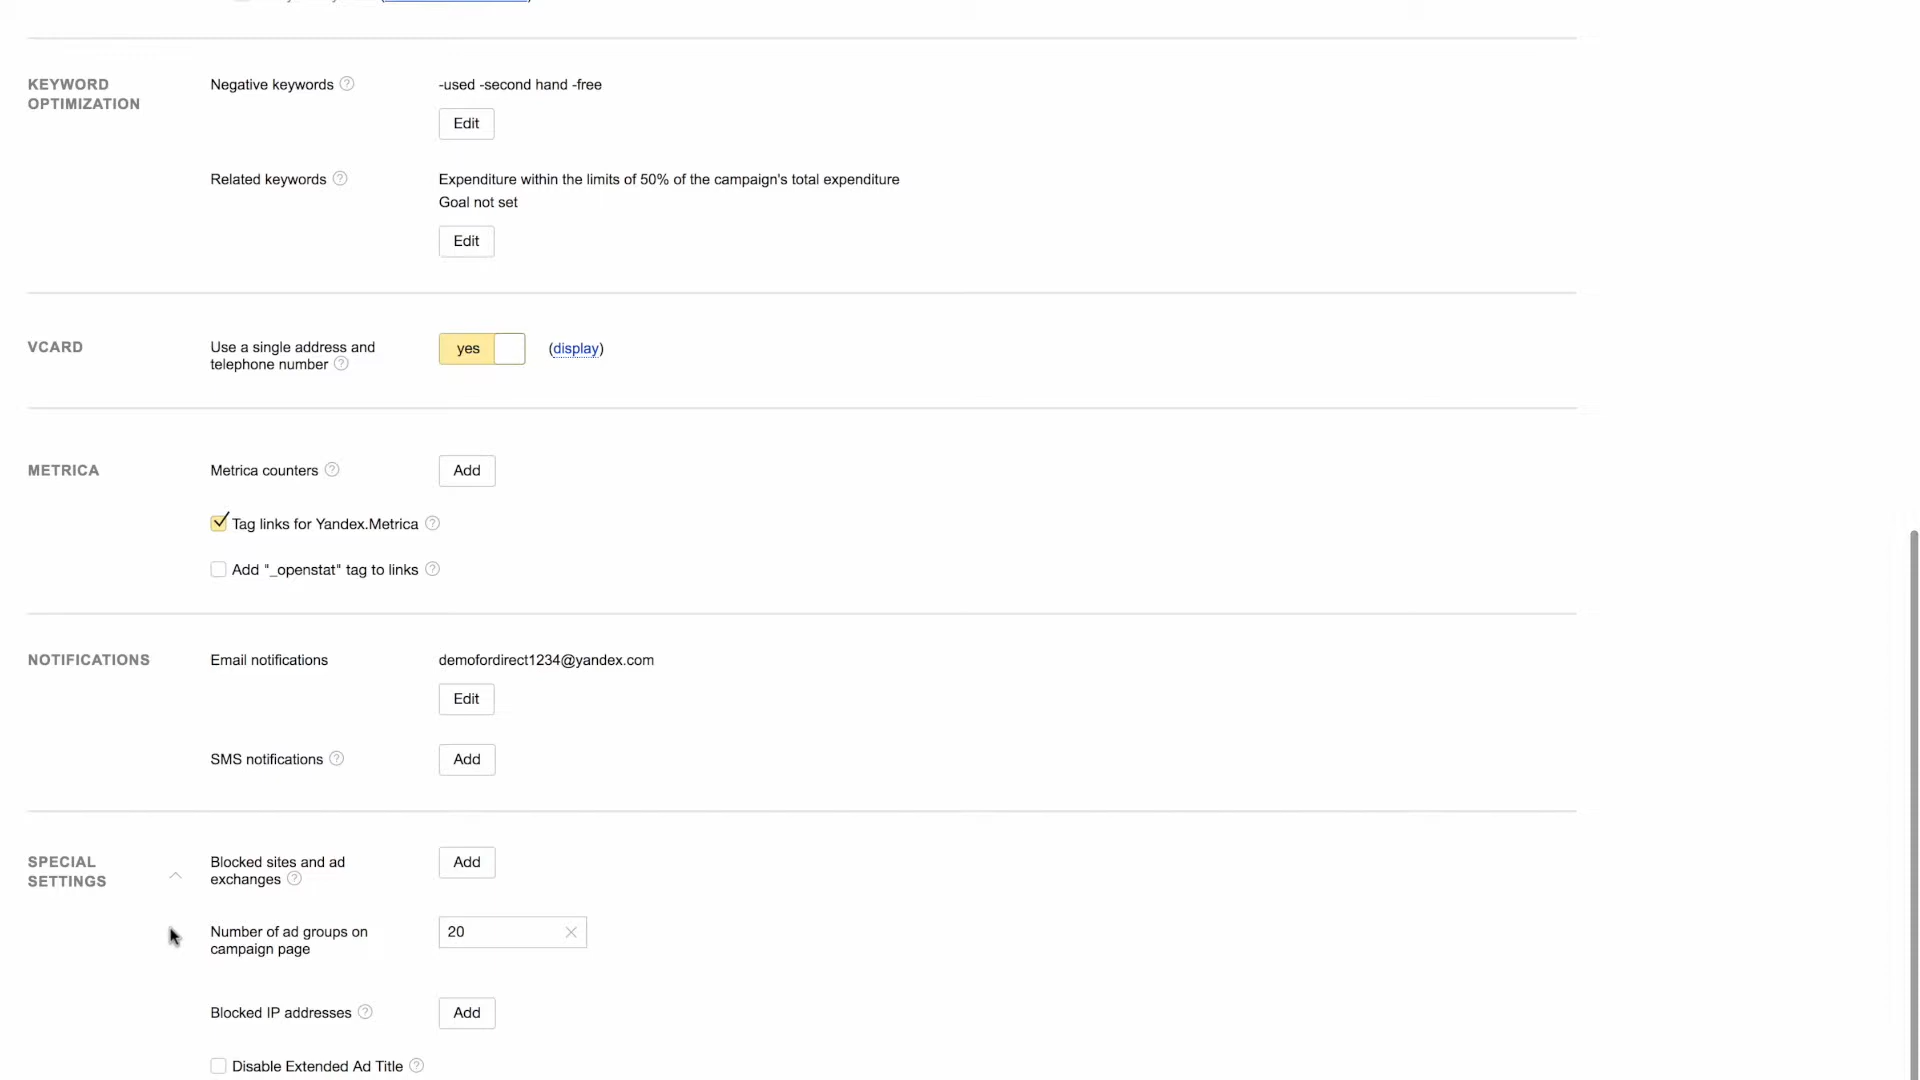 KEYWORD
OPTIMIZATION
Negative keywords ?
-used -second hand -free
Edit
Related keywords ?
Expenditure within the limits of 50% of the campaign's total expenditure
Goal not set
Edit
VCARD
Use a single address and
telephone number ?
yes
(display)
METRICA
Metrica counters ?
Add
Tag links for Yandex.Metrica ?
Add "_openstat" tag to links ?
NOTIFICATIONS
Email notifications
demofordirect1234@yandex.com
Edit
SMS notifications ?
Add
SPECIAL
SETTINGS
Blocked sites and ad
exchanges ?
Add
Number of ad groups on
campaign page
20
Blocked IP addresses ?
Add
Disable Extended Ad Title ?